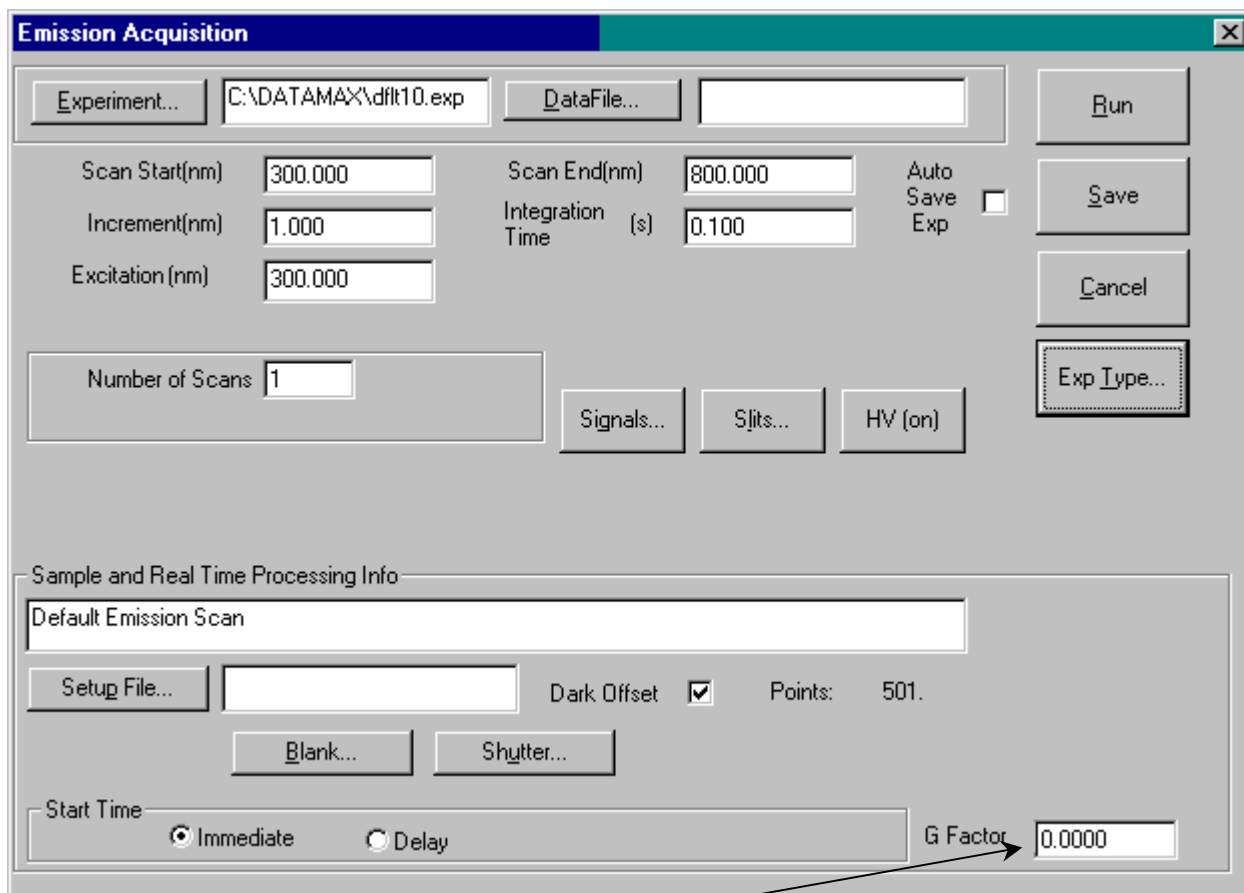 Emission Acquisition
Experiment... C:\DATAMAX\dflt10.exp DataFile... Run
Scan Start(nm) 300.000 Scan End(nm) 800.000 Auto Save Exp Save
Increment(nm) 1.000 Integration Time (s) 0.100
Excitation (nm) 300.000 Cancel
Number of Scans 1 Exp Type...
Signals... Slits... HV (on)
Sample and Real Time Processing Info
Default Emission Scan
Setup File... Dark Offset Points: 501.
Blank... Shutter...
Start Time
Immediate Delay G Factor 0.0000